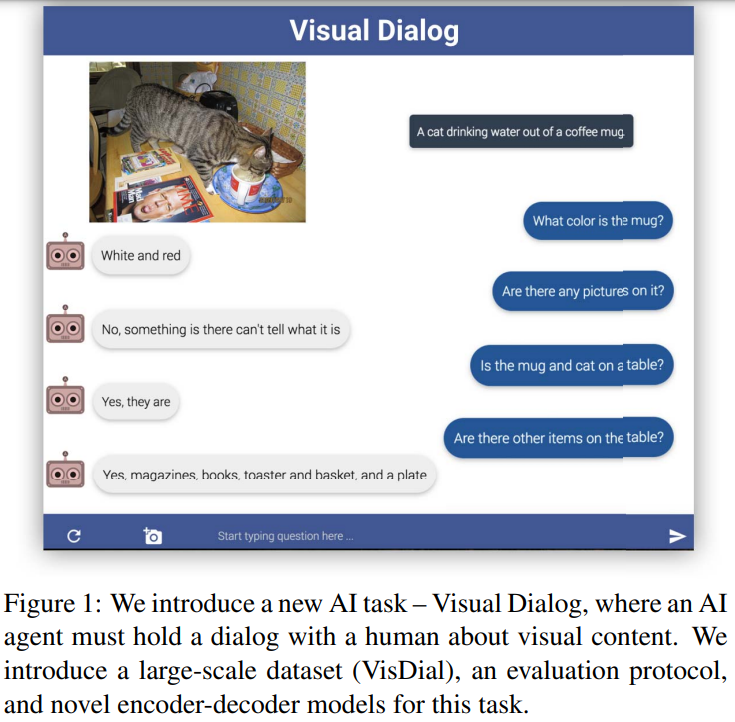 Visual Dialog
A cat drinking water out of a coffee mug.
What color is the mug?
White and red
Are there any pictures on it?
No, something is there can't tell what it is
Is the mug and cat on a table?
Yes, they are
Are there other items on the table?
Yes, magazines, books, toaster and basket, and a plate
Start typing question here ...
TIME
Figure 1: We introduce a new AI task – Visual Dialog, where an AI
agent must hold a dialog with a human about visual content. We
introduce a large-scale dataset (VisDial), an evaluation protocol,
and novel encoder-decoder models for this task.